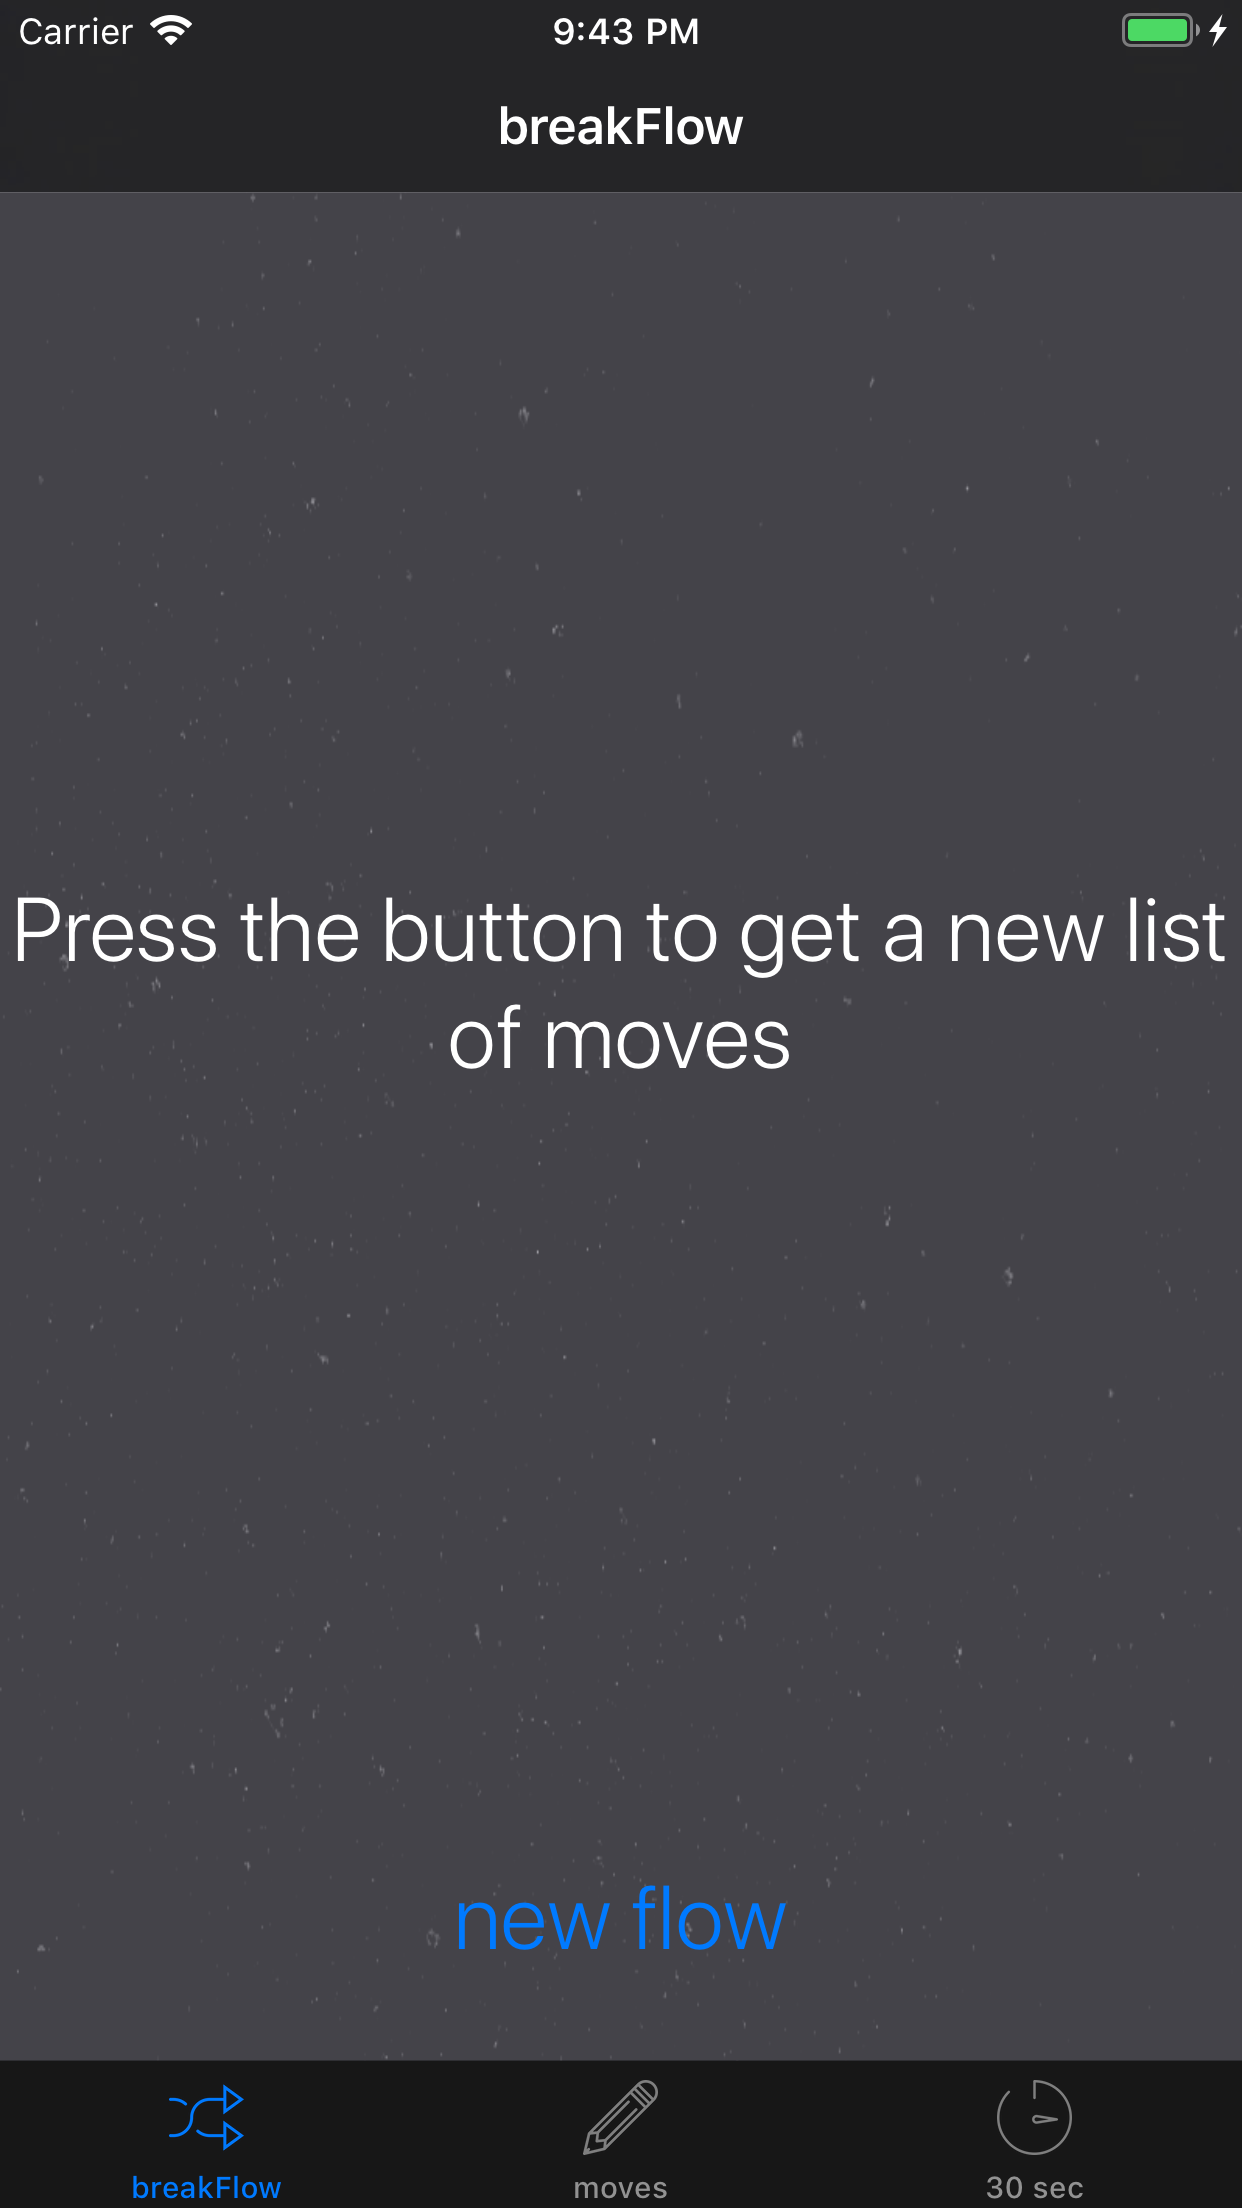 Carrier 9:43 PM
breakFlow
Press the button to get a new list
of moves
new flow
breakFlow moves 30 sec